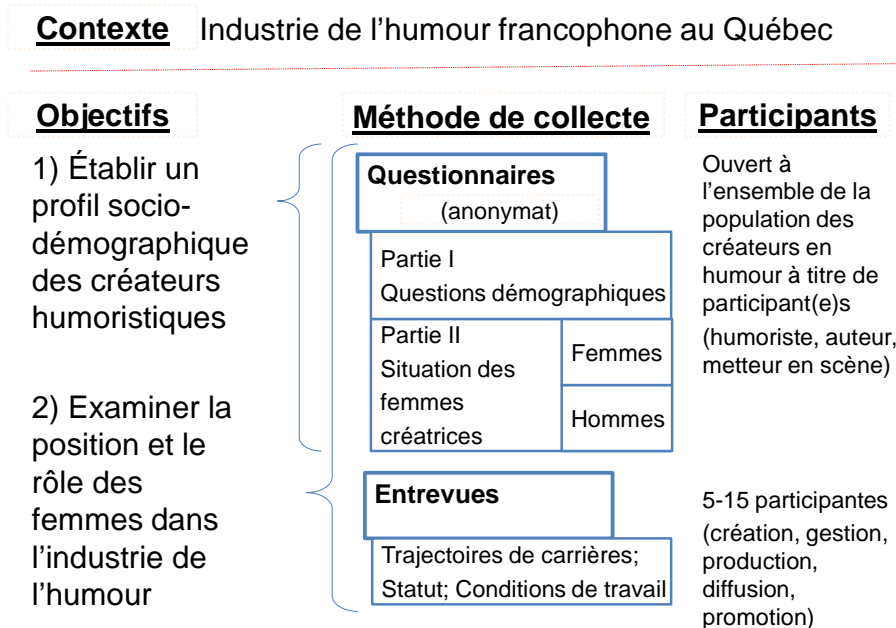 Contexte Industrie de l'humour francophone au Québec
Objectifs
1) Établir un
profil socio-
démographique
des créateurs
humoristiques
2) Examiner la
position et le
rôle des
femmes dans
l'industrie de
l'humour
Méthode de collecte
Questionnaires
(anonymat)
Partie I
Questions démographiques
Partie II
Situation des
femmes
créatrices
Femmes
Hommes
Entrevues
Trajectoires de carrières;
Statut; Conditions de travail
Participants
Ouvert à
l'ensemble de la
population des
créateurs en
humour à titre de
participant(e)s
(humoriste, auteur,
metteur en scène)
5-15 participantes
(création, gestion,
production,
diffusion,
promotion)